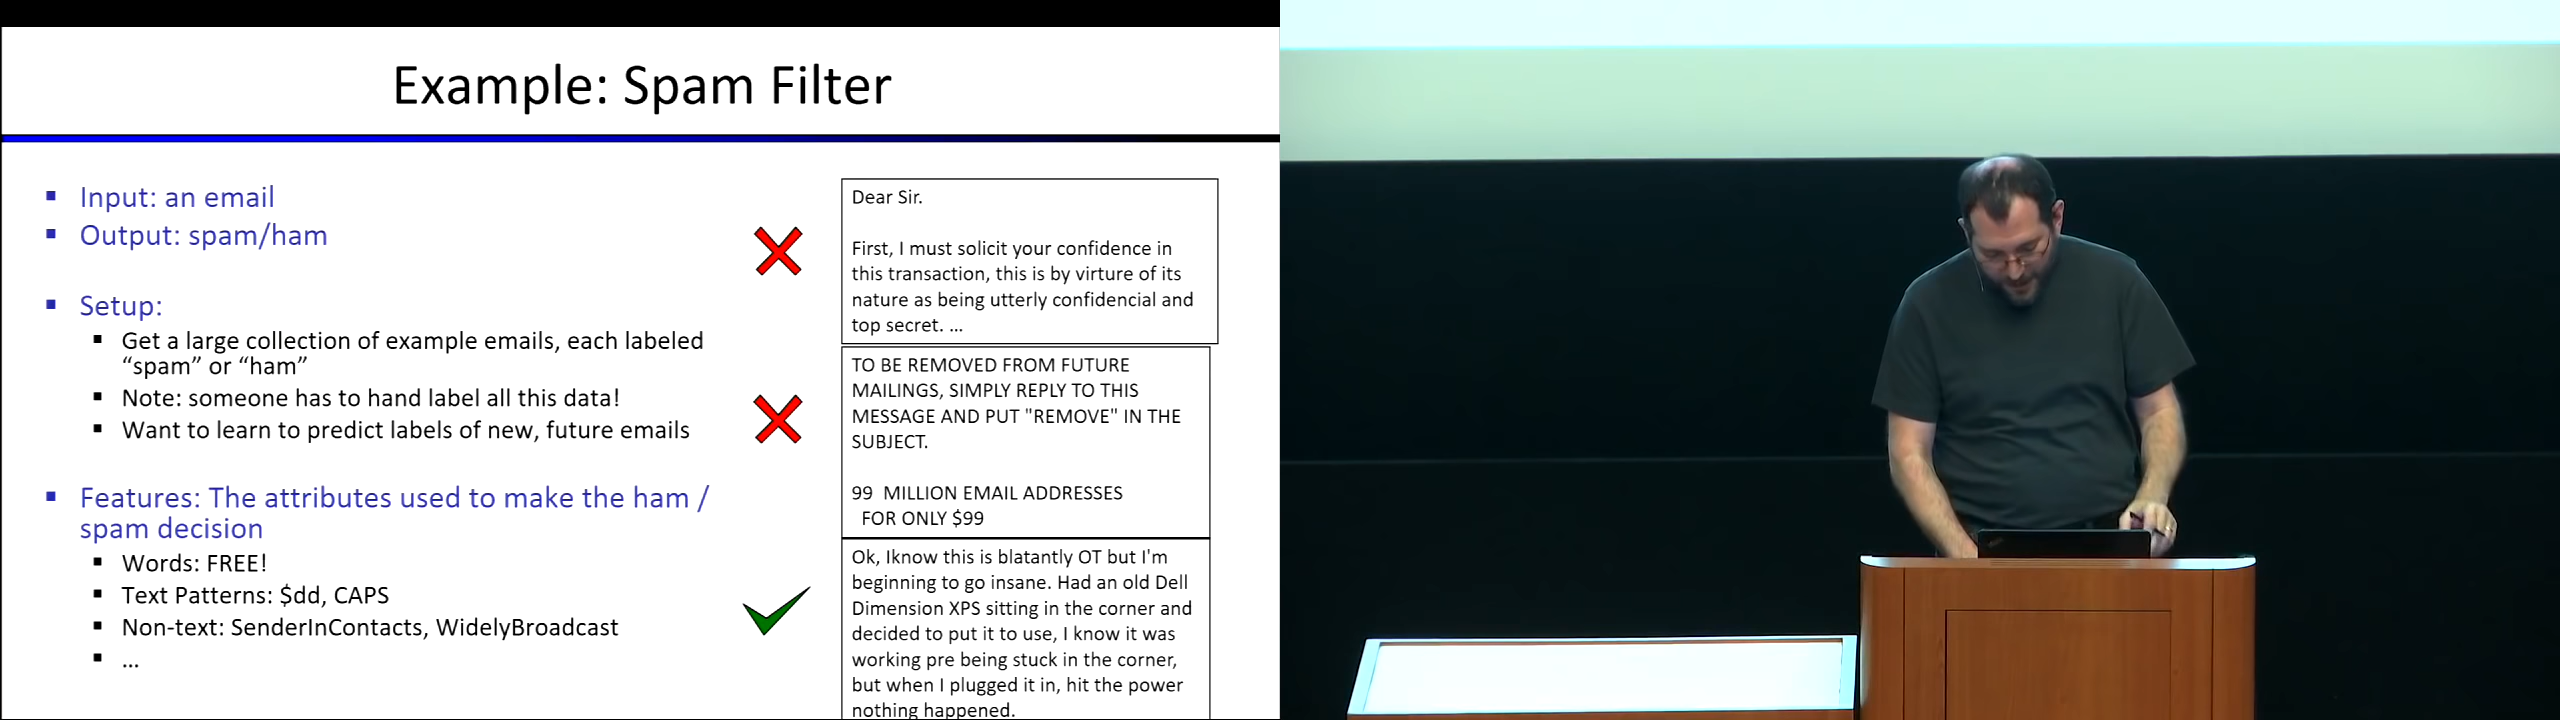 Example: Spam Filter
Input: an email
Output: spam/ham
Setup:
Get a large collection of example emails, each labeled
“spam” or “ham”
Note: someone has to hand label all this data!
Want to learn to predict labels of new, future emails
Features: The attributes used to make the ham /
spam decision
Words: FREE!
Text Patterns: $dd, CAPS
Non-text: SenderInContacts, WidelyBroadcast
...
Dear Sir.
First, I must solicit your confidence in
this transaction, this is by virture of its
nature as being utterly confidencial and
top secret. ...
TO BE REMOVED FROM FUTURE
MAILINGS, SIMPLY REPLY TO THIS
MESSAGE AND PUT "REMOVE" IN THE
SUBJECT.
99 MILLION EMAIL ADDRESSES
FOR ONLY $99
Ok, Iknow this is blatantly OT but I'm
beginning to go insane. Had an old Dell
Dimension XPS sitting in the corner and
decided to put it to use, I know it was
working pre being stuck in the corner,
but when I plugged it in, hit the power
nothing happened.